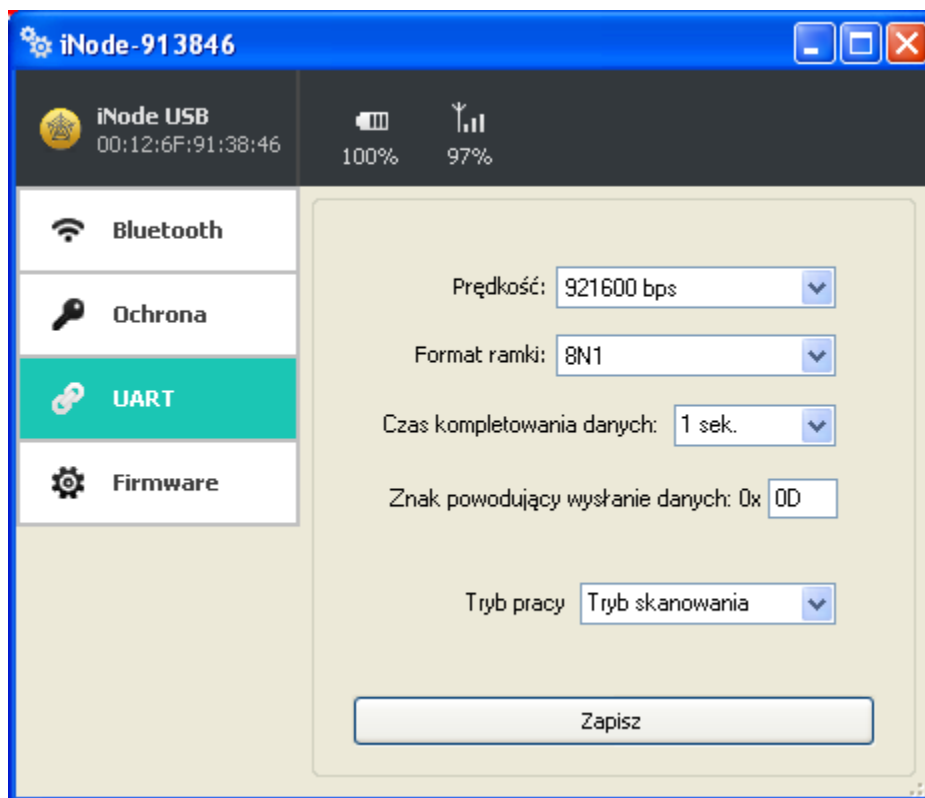 iNode-913846
iNode USB
00:12:6F:91:38:46
100%
97%
Bluetooth
Ochrona
UART
Firmware
Prędkość: 921600 bps
Format ramki: 8N1
Czas kompletowania danych: 1 sek.
Znak powodujący wysłanie danych: 0x 0D
Tryb pracy Tryb skanowania
Zapisz